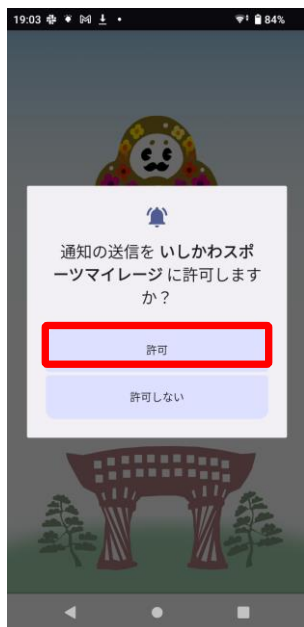 19:03 84%
通知の送信を いしかわスポ
ーツマイレージ に許可します
か？
許可
許可しない